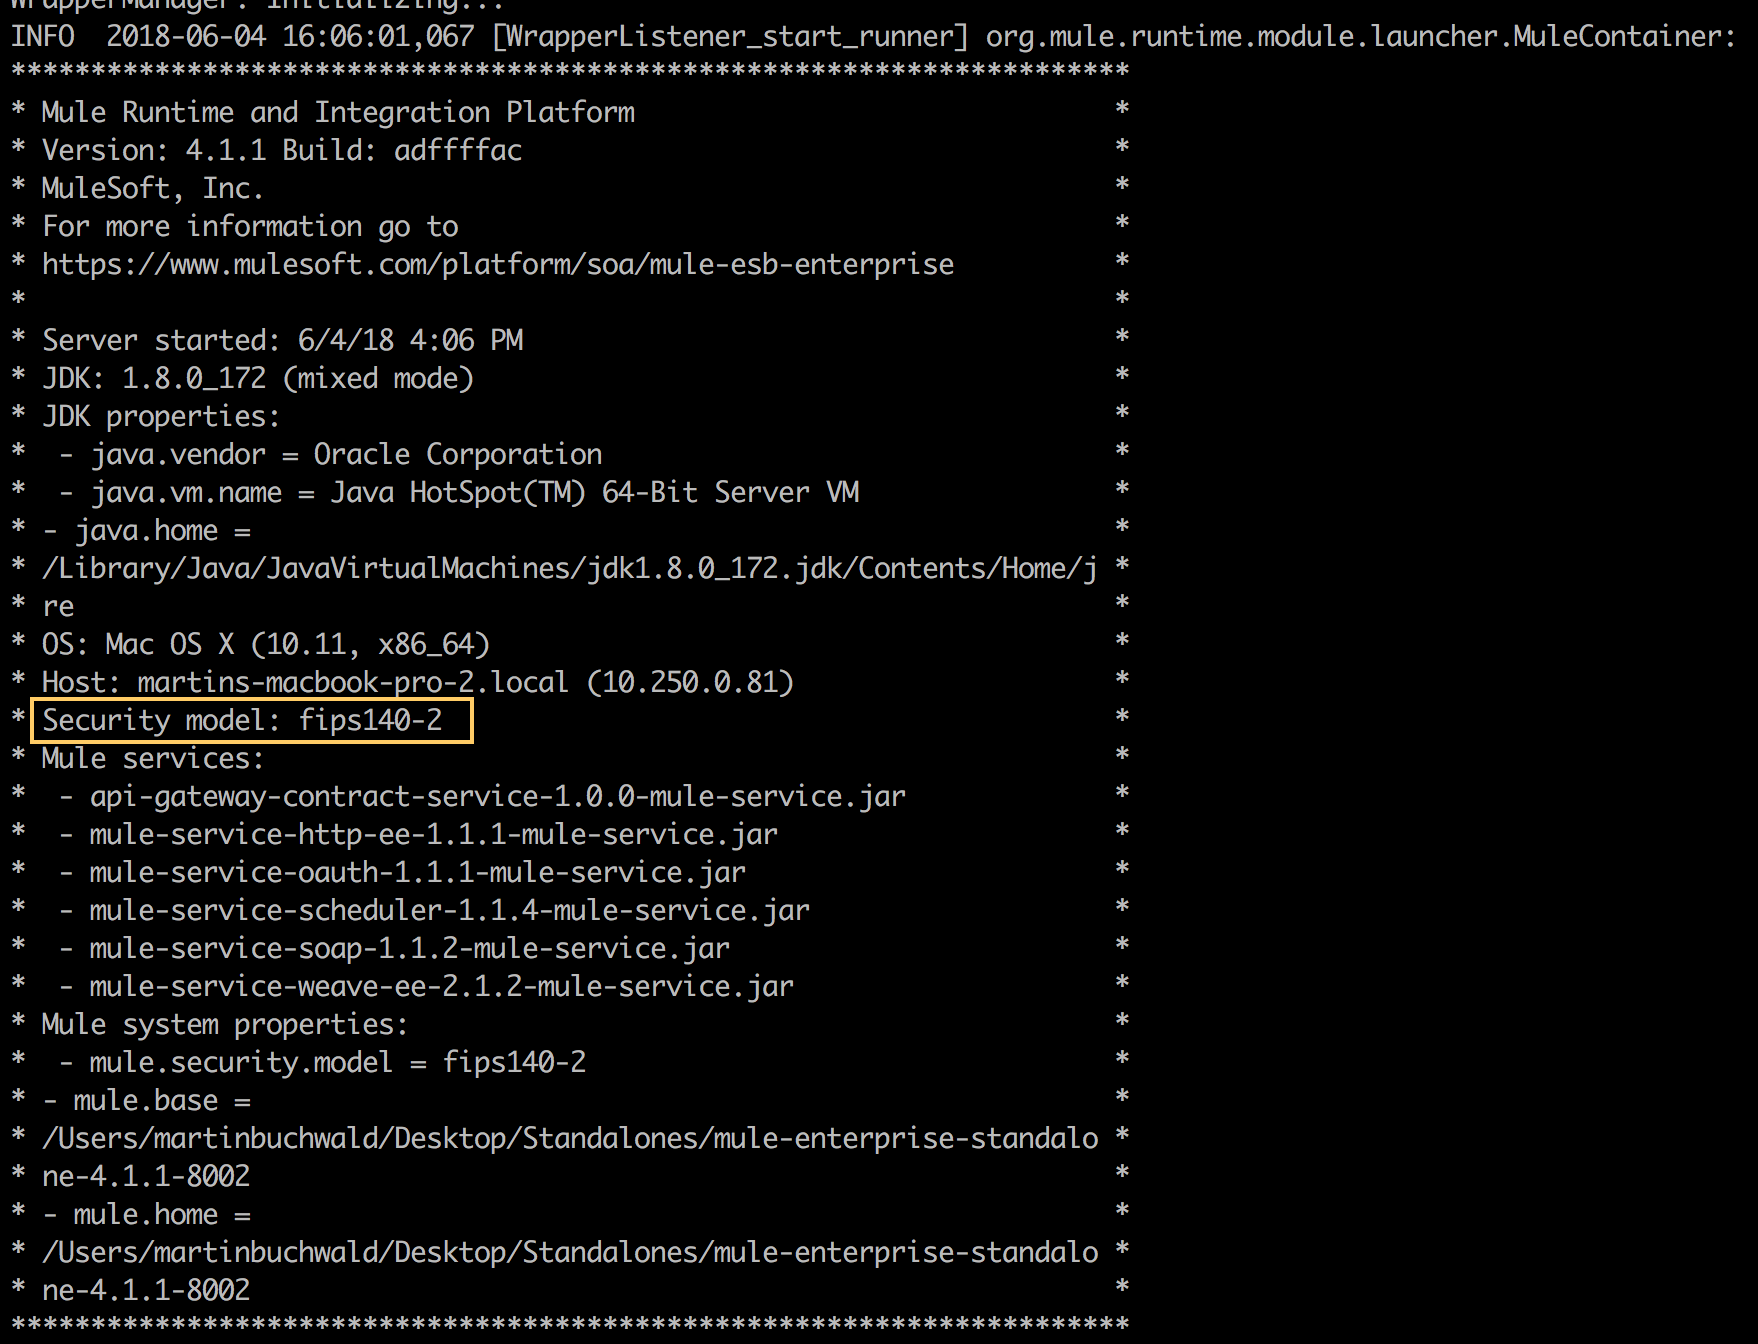 WrapperManager: Initializing...
INFO  2018-06-04 16:06:01,067 [WrapperListener_start_runner] org.mule.runtime.module.launcher.MuleContainer:
**********************************************************************
* Mule Runtime and Integration Platform                              *
* Version: 4.1.1 Build: adffffac                                     *
* MuleSoft, Inc.                                                     *
* For more information go to                                         *
* https://www.mulesoft.com/platform/soa/mule-esb-enterprise          *
*                                                                    *
* Server started: 6/4/18 4:06 PM                                     *
* JDK: 1.8.0_172 (mixed mode)                                        *
* JDK properties:                                                    *
*  - java.vendor = Oracle Corporation                                *
*  - java.vm.name = Java HotSpot(TM) 64-Bit Server VM                *
* - java.home =                                                      *
* /Library/Java/JavaVirtualMachines/jdk1.8.0_172.jdk/Contents/Home/j *
* re                                                                 *
* OS: Mac OS X (10.11, x86_64)                                       *
* Host: martins-macbook-pro-2.local (10.250.0.81)                    *
* Security model: fips140-2                                          *
* Mule services:                                                     *
*  - api-gateway-contract-service-1.0.0-mule-service.jar             *
*  - mule-service-http-ee-1.1.1-mule-service.jar                     *
*  - mule-service-oauth-1.1.1-mule-service.jar                       *
*  - mule-service-scheduler-1.1.4-mule-service.jar                   *
*  - mule-service-soap-1.1.2-mule-service.jar                        *
*  - mule-service-weave-ee-2.1.2-mule-service.jar                    *
* Mule system properties:                                            *
*  - mule.security.model = fips140-2                                 *
* - mule.base =                                                      *
* /Users/martinbuchwald/Desktop/Standalones/mule-enterprise-standalo *
* ne-4.1.1-8002                                                      *
* - mule.home =                                                      *
* /Users/martinbuchwald/Desktop/Standalones/mule-enterprise-standalo *
* ne-4.1.1-8002                                                      *
**********************************************************************